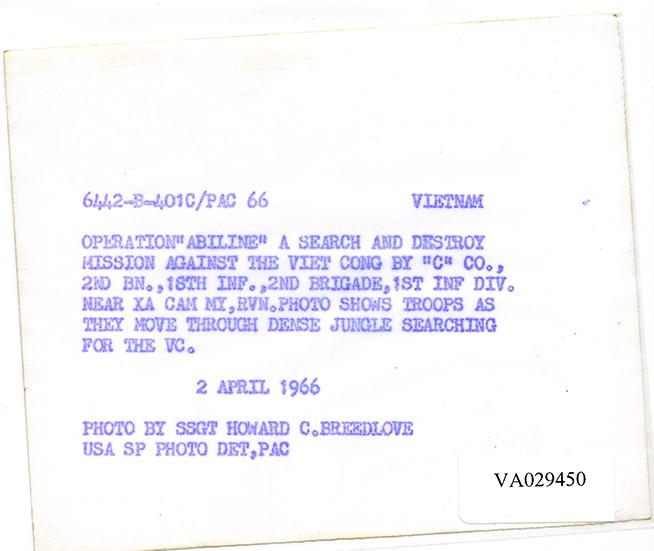 6442-B-401C/PAC 66 VIETNAM
OPERATION"ABILINE" A SEARCH AND DESTROY
MISSION AGAINST THE VIET CONG BY "C" CO.,
2ND BN.,18TH INF.,2ND BRIGADE,1ST INF DIV.
NEAR XA CAM MY,RVN.PHOTO SHOWS TROOPS AS
THEY MOVE THROUGH DENSE JUNGLE SEARCHING
FOR THE VC.
2 APRIL 1966
PHOTO BY SSGT HOWARD C.BREEDLOVE
USA SP PHOTO DET,PAC
VA029450